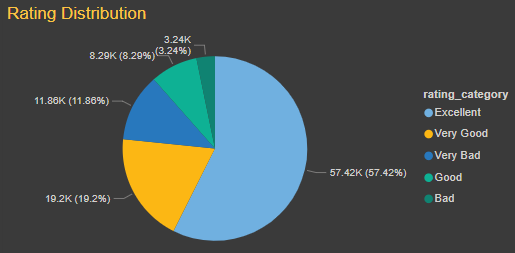 Rating Distribution
3.24K
(3.24%)
8.29K (8.29%)
11.86K (11.86%)
19.2K (19.2%)
57.42K (57.42%)
rating_category
Excellent
Very Good
Very Bad
Good
Bad